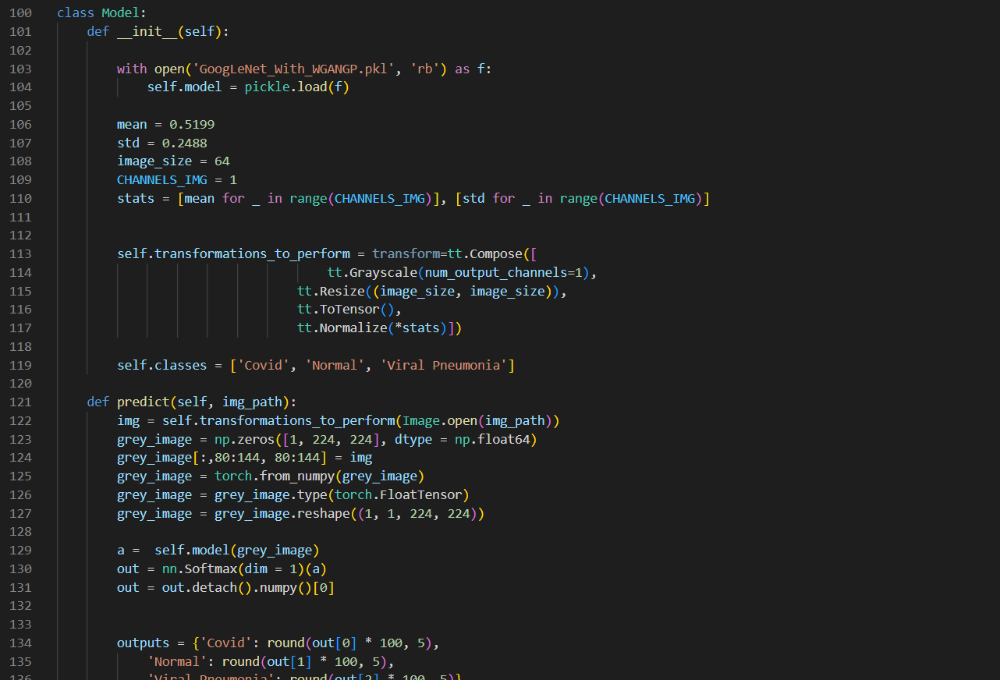 100 class Model:
101 def __init__(self):
102
103 with open('GoogLeNet_With_WGANGP.pkl', 'rb') as f:
104 self.model = pickle.load(f)
105
106 mean = 0.5199
107 std = 0.2488
108 image_size = 64
109 CHANNELS_IMG = 1
110 stats = [mean for _ in range(CHANNELS_IMG)], [std for _ in range(CHANNELS_IMG)]
111
112
113 self.transformations_to_perform = transform=tt.Compose([
114 tt.Grayscale(num_output_channels=1),
115 tt.Resize((image_size, image_size)),
116 tt.ToTensor(),
117 tt.Normalize(*stats)])
118
119 self.classes = ['Covid', 'Normal', 'Viral Pneumonia']
120
121 def predict(self, img_path):
122 img = self.transformations_to_perform(Image.open(img_path))
123 grey_image = np.zeros([1, 224, 224], dtype = np.float64)
124 grey_image[:,80:144, 80:144] = img
125 grey_image = torch.from_numpy(grey_image)
126 grey_image = grey_image.type(torch.FloatTensor)
127 grey_image = grey_image.reshape((1, 1, 224, 224))
128
129 a =  self.model(grey_image)
130 out = nn.Softmax(dim = 1)(a)
131 out = out.detach().numpy()[0]
132
133
134 outputs = {'Covid': round(out[0] * 100, 5),
135 'Normal': round(out[1] * 100, 5),
136 'Viral Pneumonia': round(out[2] * 100, 5)}